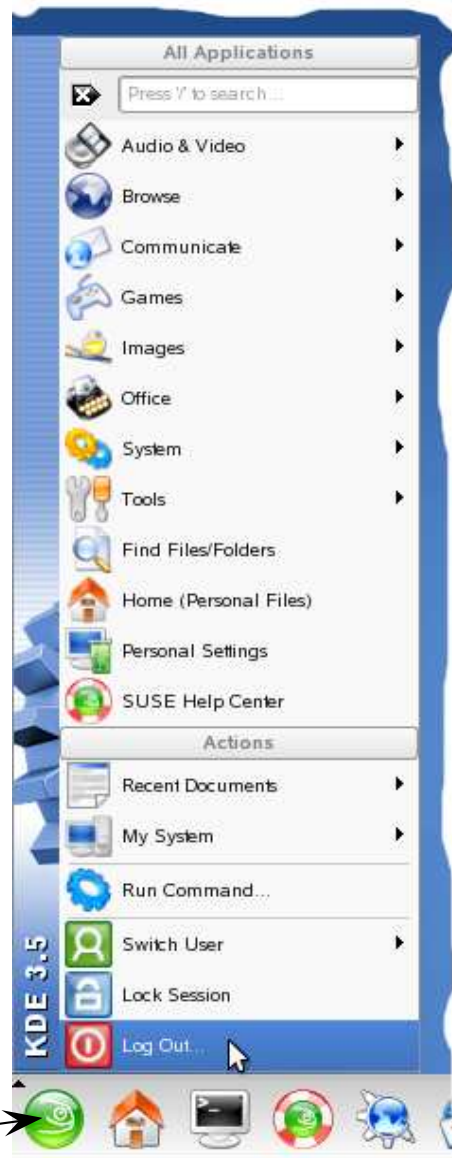 All Applications
Press '/' to search ...
Audio & Video
Browse
Communicate
Games
Images
Office
System
Tools
Find Files/Folders
Home (Personal Files)
Personal Settings
SUSE Help Center
Actions
Recent Documents
My System
Run Command...
Switch User
Lock Session
Log Out...
KDE 3.5